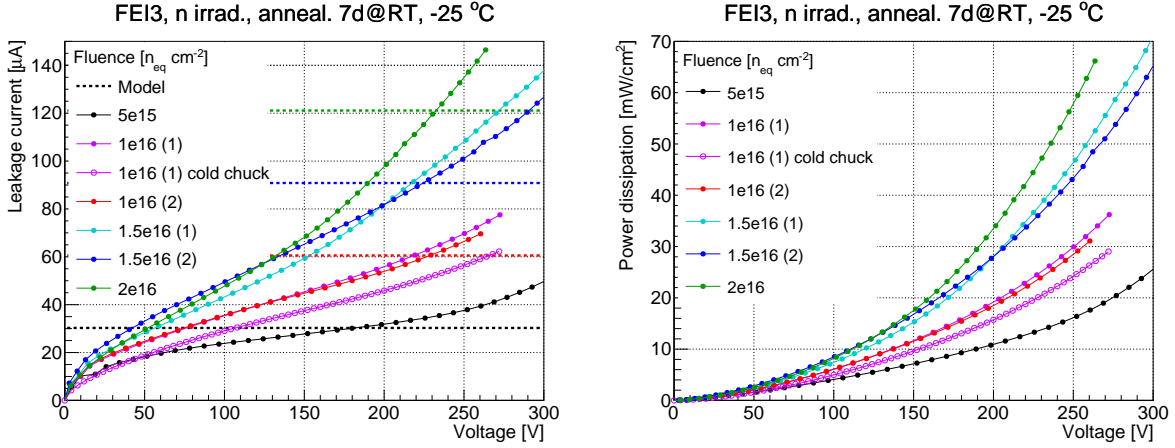 FEI3, n irrad., anneal. 7d@RT, -25 °C
Leakage current [μA]
140
120
100
80
60
40
20
0
Fluence [n_eq cm^-2]
Model
5e15
1e16 (1)
1e16 (1) cold chuck
1e16 (2)
1.5e16 (1)
1.5e16 (2)
2e16
0 50 100 150 200 250 300
Voltage [V]
FEI3, n irrad., anneal. 7d@RT, -25 °C
Power dissipation [mW/cm²]
70
60
50
40
30
20
10
0
Fluence [n_eq cm^-2]
5e15
1e16 (1)
1e16 (1) cold chuck
1e16 (2)
1.5e16 (1)
1.5e16 (2)
2e16
0 50 100 150 200 250 300
Voltage [V]